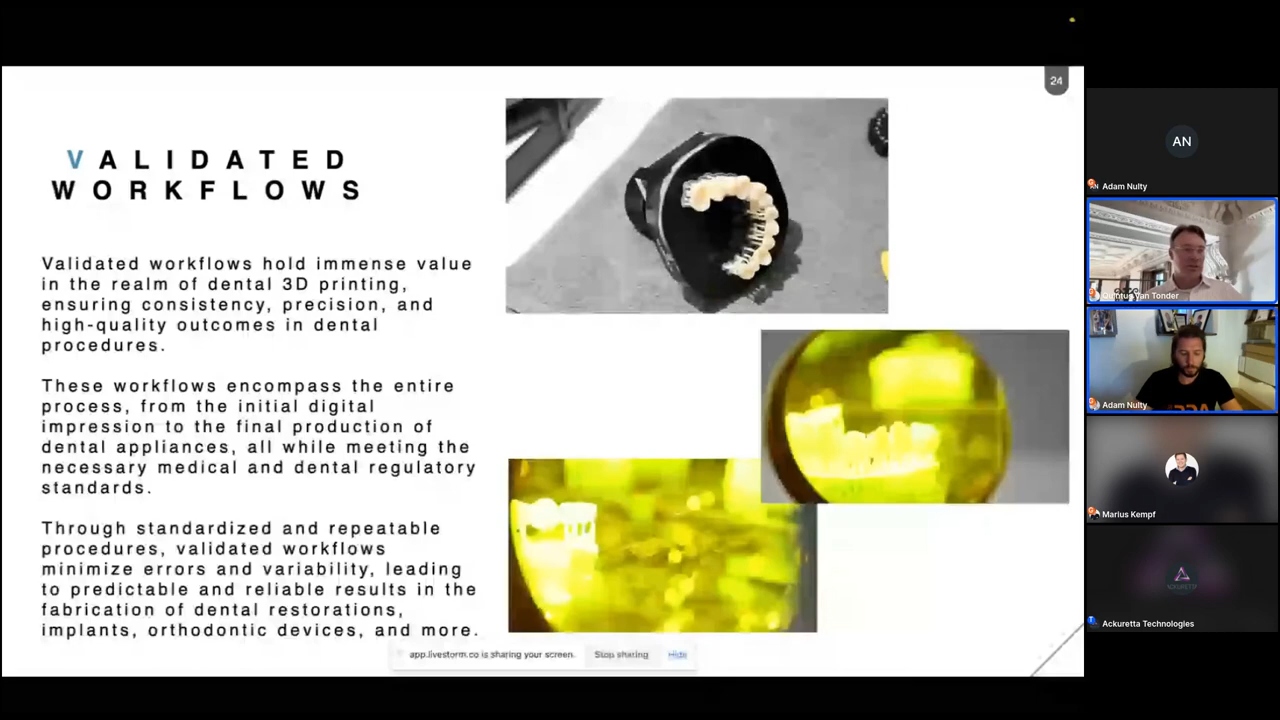 24
VALIDATED
WORKFLOWS
Validated workflows hold immense value
in the realm of dental 3D printing,
ensuring consistency, precision, and
high-quality outcomes in dental
procedures.
These workflows encompass the entire
process, from the initial digital
impression to the final production of
dental appliances, all while meeting the
necessary medical and dental regulatory
standards.
Through standardized and repeatable
procedures, validated workflows
minimize errors and variability, leading
to predictable and reliable results in the
fabrication of dental restorations,
implants, orthodontic devices, and more.
app.livestorm.co is sharing your screen.
Stop sharing
Hide
AN
Adam Nulty
van Tonder
Adam Nulty
Marius Kempf
ACKURETTA
Ackuretta Technologies